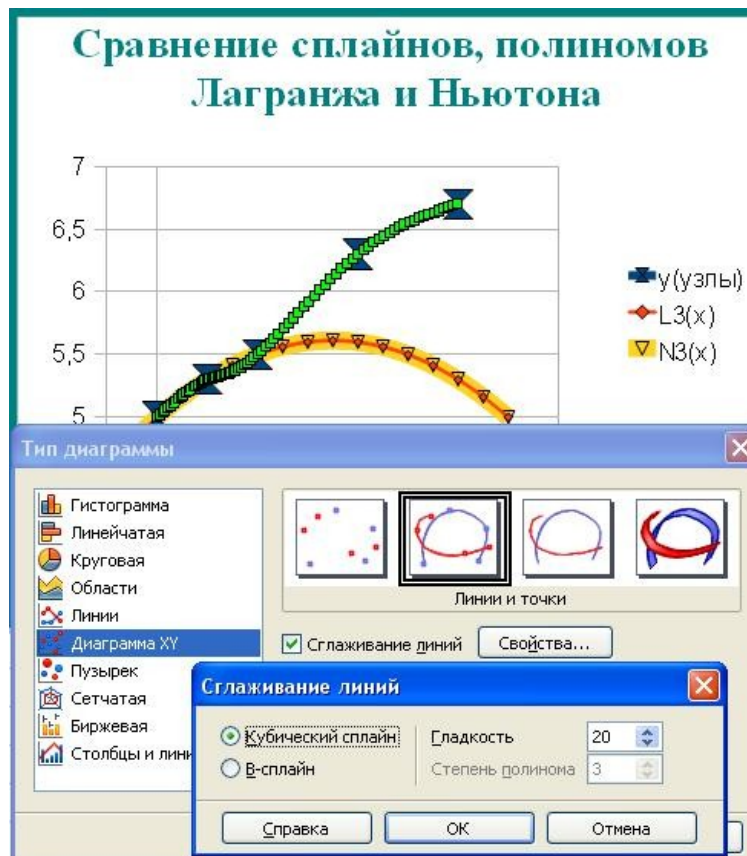 Сравнение сплайнов, полиномов
Лагранжа и Ньютона
7
6,5
6
5,5
5
y(узлы)
L3(x)
N3(x)
Тип диаграммы
Гистограмма
Линейчатая
Круговая
Области
Линии
Диаграмма XY
Пузырек
Сетчатая
Биржевая
Столбцы и лини
Линии и точки
Сглаживание линий
Свойства...
Сглаживание линий
Кубический сплайн
B-сплайн
Гладкость
20
Степень полинома
3
Справка
ОК
Отмена